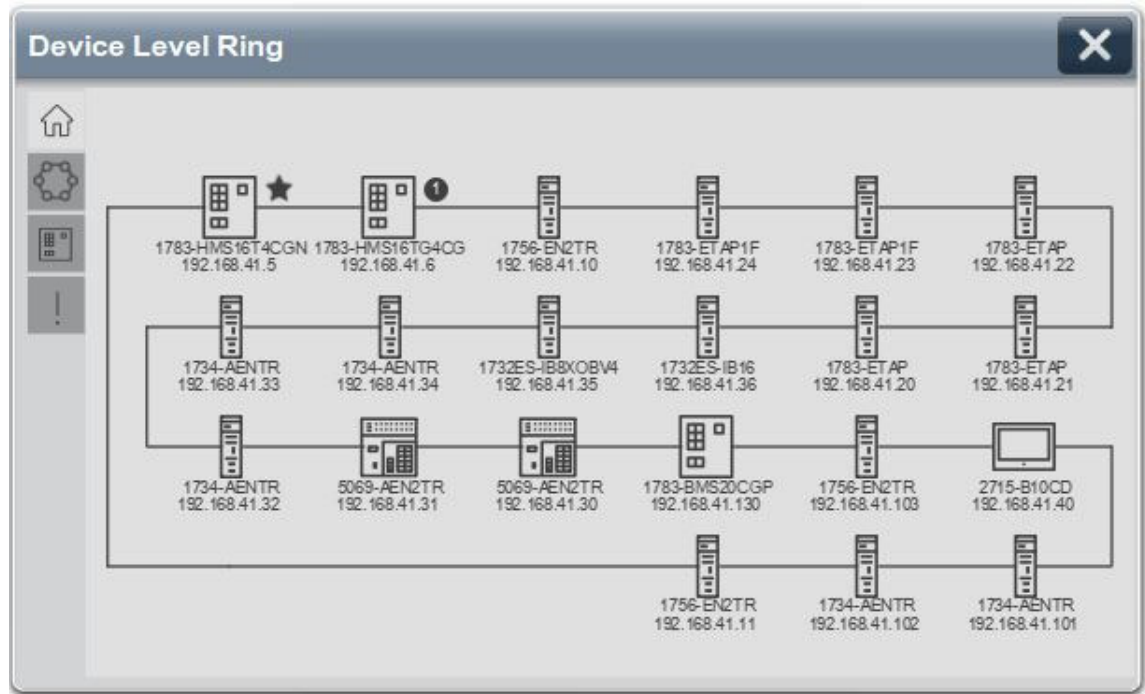 Device Level Ring
1
1783-HMS16T4CGN 1783-HMS16TG4CG 1756-EN2TR 1783-ETAP1F 1783-ETAP1F 1783-ETAP
192.168.41.5 192.168.41.6 192.168.41.10 192.168.41.24 192.168.41.23 192.168.41.22
1734-AENTR 1734-AENTR 1732ES-IB8XOBV4 1732ES-IB16 1783-ETAP 1783-ETAP
192.168.41.33 192.168.41.34 192.168.41.35 192.168.41.36 192.168.41.20 192.168.41.21
1734-AENTR 5069-AEN2TR 5069-AEN2TR 1783-BMS20CGP 1756-EN2TR 2715-B10CD
192.168.41.32 192.168.41.31 192.168.41.30 192.168.41.130 192.168.41.103 192.168.41.40
1756-EN2TR 1734-AENTR 1734-AENTR
192.168.41.11 192.168.41.102 192.168.41.101